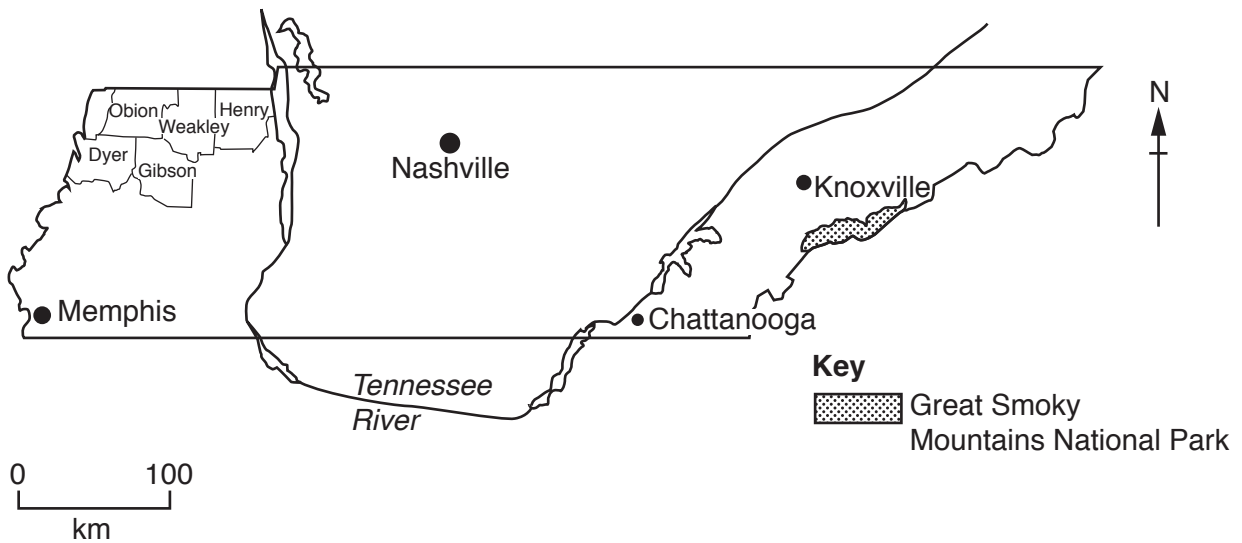 Obion
Henry
Weakley
Dyer
Gibson
Nashville
N
Knoxville
Memphis
Chattanooga
Tennessee
River
Key
Great Smoky
Mountains National Park
0 100
km